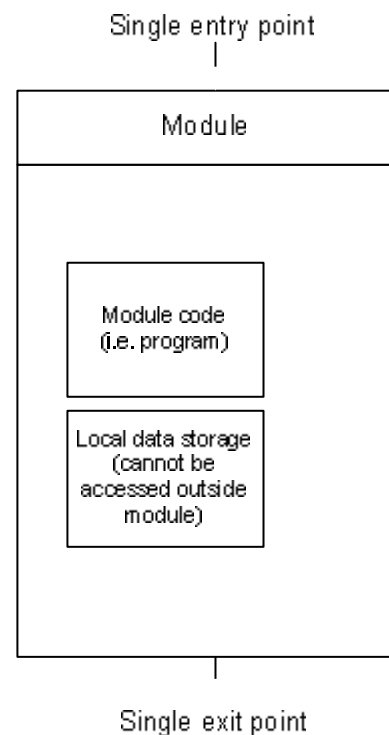 Single entry point
Module
Module code
(i.e. program)
Local data storage
(cannot be
accessed outside
module)
Single exit point